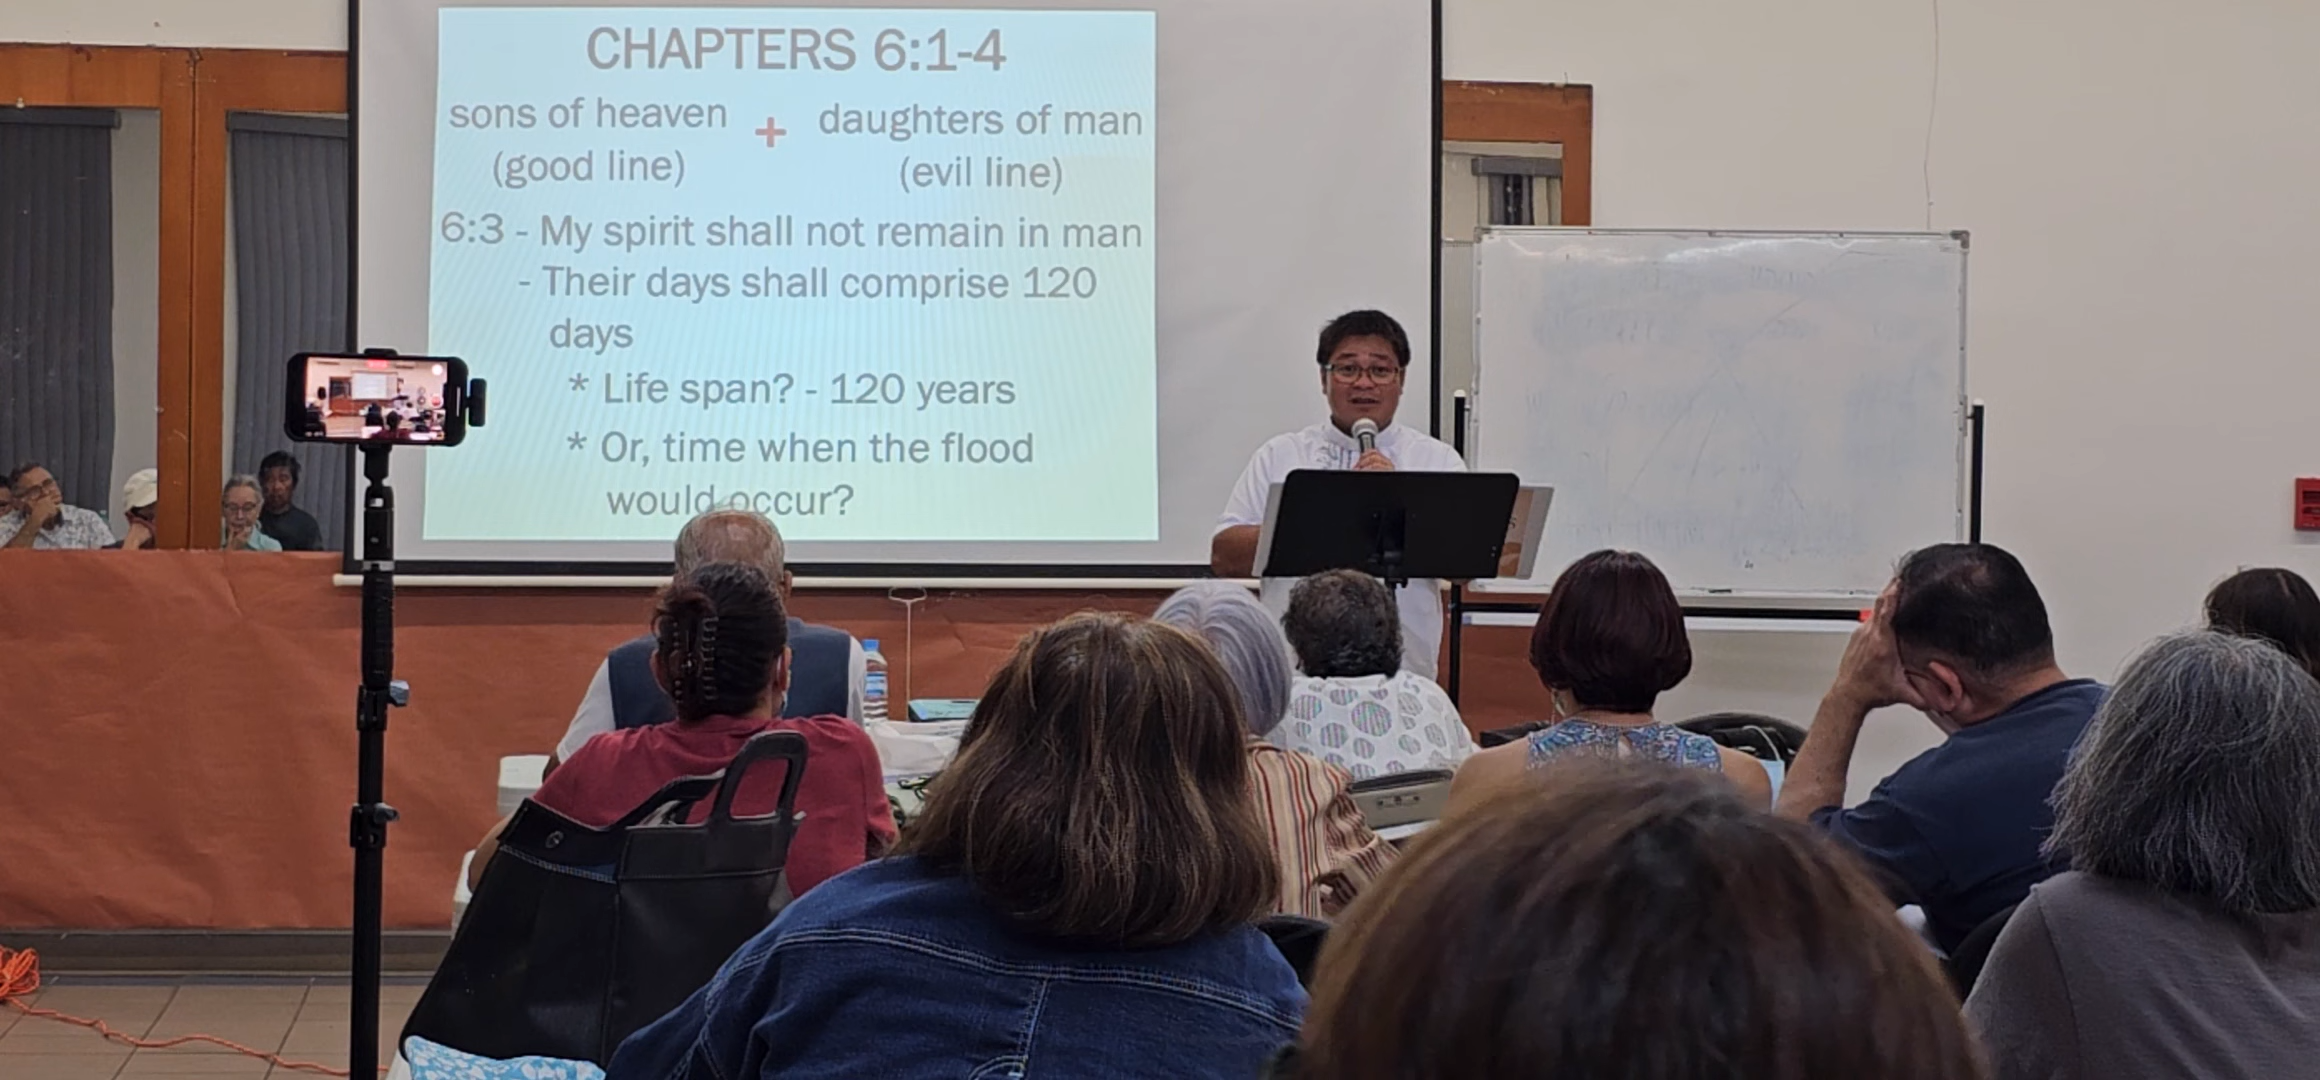 CHAPTERS 6:1-4
sons of heaven + daughters of man
(good line) (evil line)
6:3 - My spirit shall not remain in man
- Their days shall comprise 120
days
* Life span? - 120 years
* Or, time when the flood
would occur?